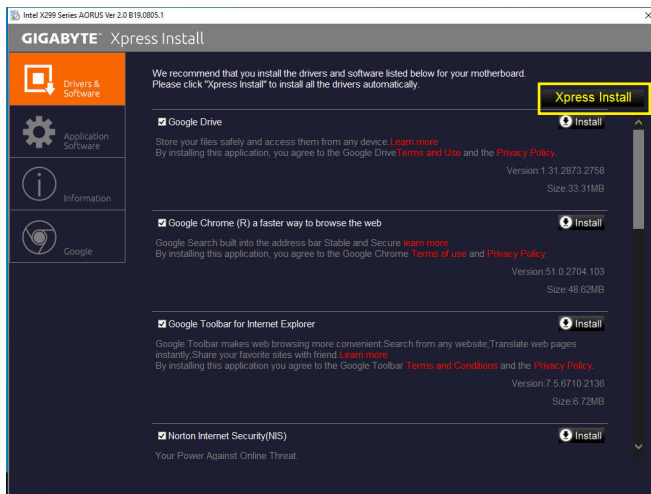 Intel X299 Series AORUS Ver 2.0 B19.0805.1
GIGABYTE™ Xpress Install
Drivers &
Software
Application
Software
Information
Google
We recommend that you install the drivers and software listed below for your motherboard.
Please click "Xpress Install" to install all the drivers automatically.
Xpress Install
Google Drive
Install
Store your files safely and access them from any device.Learn more
By installing this application, you agree to the Google DriveTerms and Use and the Privacy Policy.
Version:1.31.2873.2758
Size:33.31MB
Google Chrome (R) a faster way to browse the web
Install
Google Search built into the address bar Stable and Secure learn more
By installing this application, you agree to the Google Chrome Terms of use and Privacy Policy.
Version:51.0.2704.103
Size:48.62MB
Google Toolbar for Internet Explorer
Install
Google Toolbar makes web browsing more convenient:Search from any website;Translate web pages
instantly;Share your favorite sites with friend.Learn more
By installing this application you agree to the Google Toolbar Terms and Conditions and the Privacy Policy.
Version:7.5.6710.2136
Size:6.72MB
Norton Internet Security(NIS)
Install
Your Power Against Online Threat.